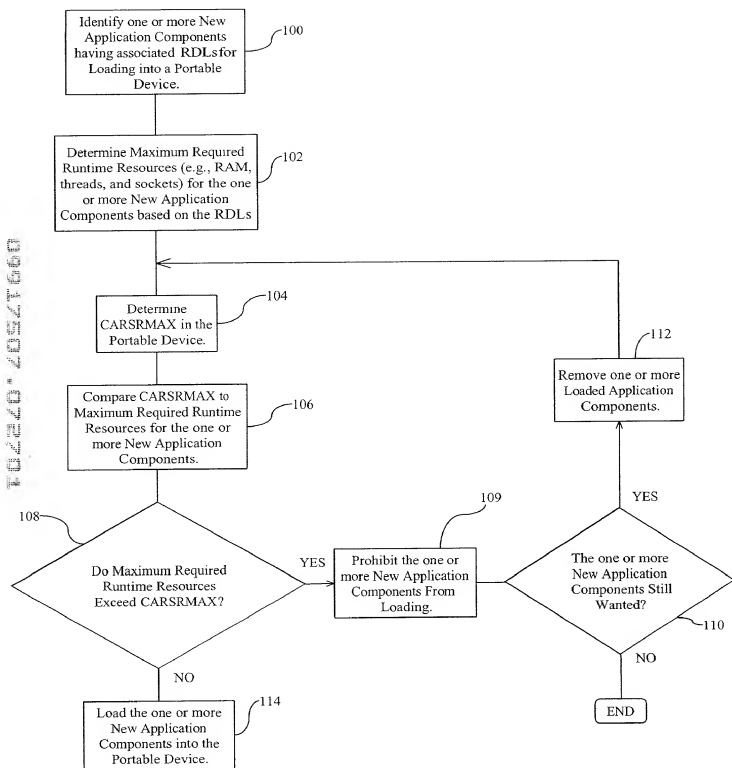 Identify one or more New
Application Components
having associated RDLs for
Loading into a Portable
Device.
100
Determine Maximum Required
Runtime Resources (e.g., RAM,
threads, and sockets) for the one
or more New Application
Components based on the RDLs
102
Determine
CARSRMAX in the
Portable Device.
104
Compare CARSRMAX to
Maximum Required Runtime
Resources for the one or
more New Application
Components.
106
108
Do Maximum Required
Runtime Resources
Exceed CARSRMAX?
YES
NO
109
Prohibit the one or
more New Application
Components From
Loading.
The one or more
New Application
Components Still
Wanted?
110
YES
NO
112
Remove one or more
Loaded Application
Components.
END
Load the one or more
New Application
Components into the
Portable Device.
114